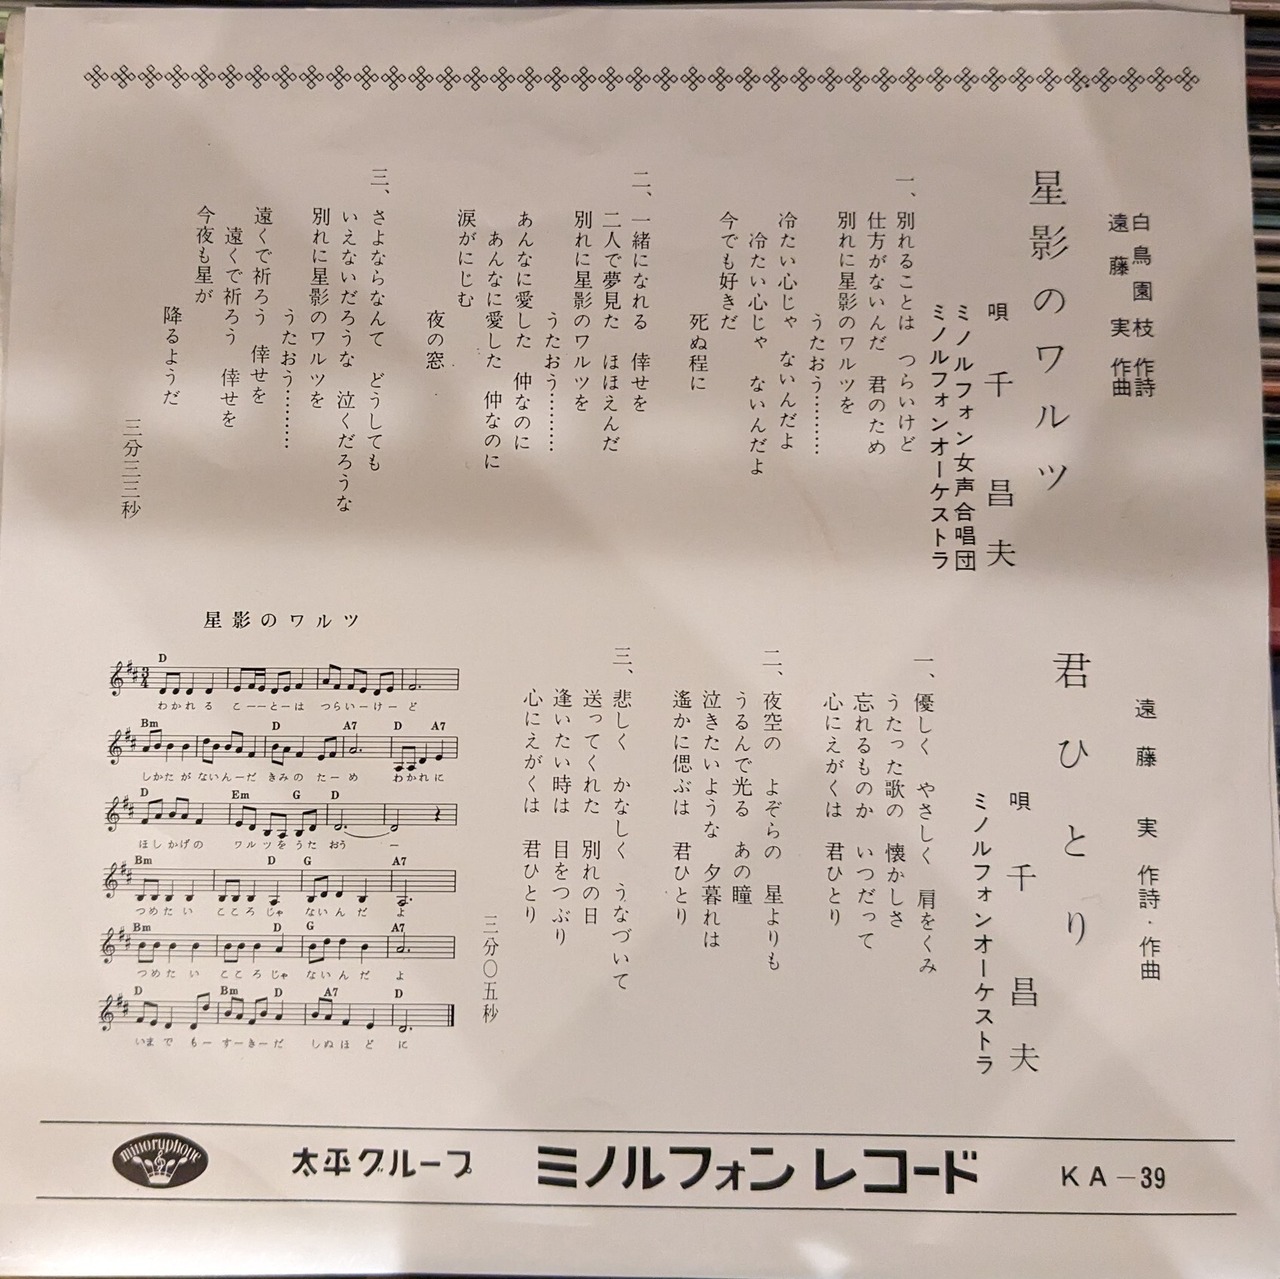 白鳥園枝 作詩
遠藤 実 作曲
星影のワルツ
唄 千昌夫
ミノルフォン女声合唱団
ミノルフォンオーケストラ
一、別れることは つらいけど
仕方がないんだ 君のため
別れに星影のワルツを
うたおう…………
冷たい心じゃ ないんだよ
冷たい心じゃ ないんだよ
今でも好きだ
死ぬ程に
二、一緒になれる 倖せを
二人で夢見た ほほえんだ
別れに星影のワルツを
うたおう…………
あんなに愛した 仲なのに
あんなに愛した 仲なのに
涙がにじむ
夜の窓
三、さよならなんて どうしても
いえないだろうな 泣くだろうな
別れに星影のワルツを
うたおう…………
遠くで祈ろう 倖せを
遠くで祈ろう 倖せを
今夜も星が
降るようだ
三分三三秒
遠藤 実 作詩・作曲
君ひとり
唄 千昌夫
ミノルフォンオーケストラ
一、優しく やさしく 肩をくみ
うたった歌の 懐かしさ
忘れるものか いつだって
心にえがくは 君ひとり
二、夜空の よぞらの 星よりも
うるんで光る あの瞳
泣きたいような 夕暮れは
遙かに偲ぶは 君ひとり
三、悲しく かなしく うなづいて
送ってくれた 別れの日
逢いたい時は 目をつぶり
心にえがくは 君ひとり
三分〇五秒
星影のワルツ
D
3/4
わかれる こーとーは つらいーけーど
Bm D A7 D A7
しかたが ないんーだ きみの たーめ わかれに
D Em G D
ほしかげの ワルツを うた おう ー
Bm D G A7
つめたい こころじゃ ないんだ よ
Bm D G A7
つめたい こころじゃ ないんだ よ
D Bm D A7 D
いまで もー すーきーだ しぬほど に
minoryphone
太平グループ ミノルフォンレコード KA-39